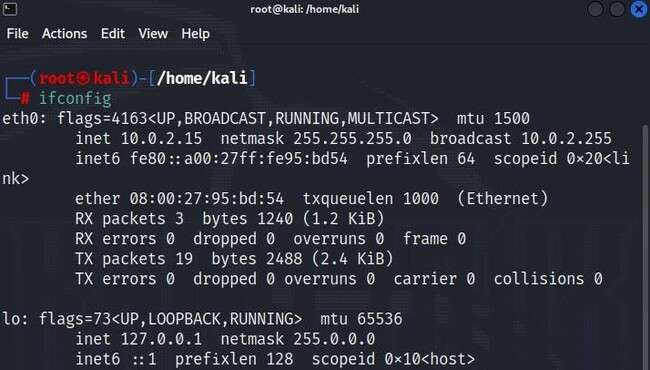 root@kali: /home/kali
File Actions Edit View Help
┌──(root㉿kali)-[/home/kali]
└─# ifconfig
eth0: flags=4163<UP,BROADCAST,RUNNING,MULTICAST>  mtu 1500
        inet 10.0.2.15  netmask 255.255.255.0  broadcast 10.0.2.255
        inet6 fe80::a00:27ff:fe95:bd54  prefixlen 64  scopeid 0x20<li
nk>
        ether 08:00:27:95:bd:54  txqueuelen 1000  (Ethernet)
        RX packets 3  bytes 1240 (1.2 KiB)
        RX errors 0  dropped 0  overruns 0  frame 0
        TX packets 19  bytes 2488 (2.4 KiB)
        TX errors 0  dropped 0 overruns 0  carrier 0  collisions 0
lo: flags=73<UP,LOOPBACK,RUNNING>  mtu 65536
        inet 127.0.0.1  netmask 255.0.0.0
        inet6 ::1  prefixlen 128  scopeid 0x10<host>